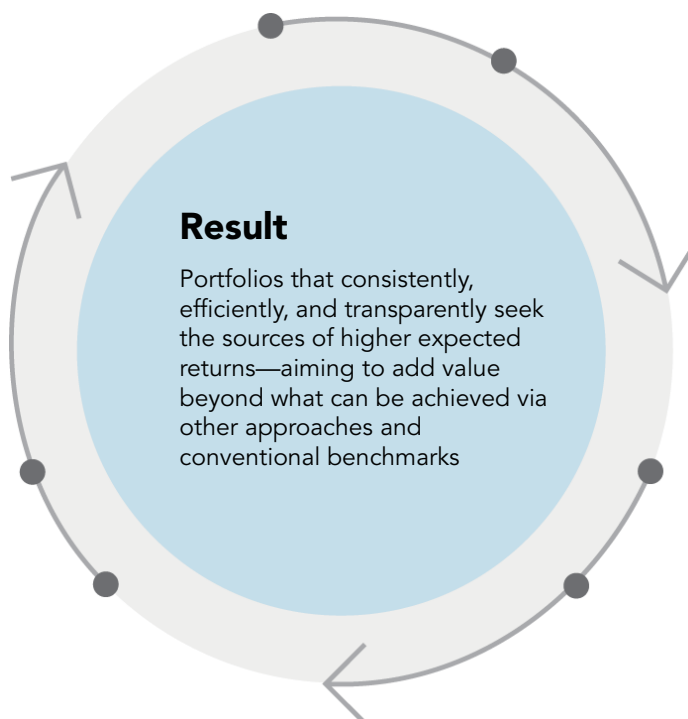 Result
Portfolios that consistently,
efficiently, and transparently seek
the sources of higher expected
returns—aiming to add value
beyond what can be achieved via
other approaches and
conventional benchmarks